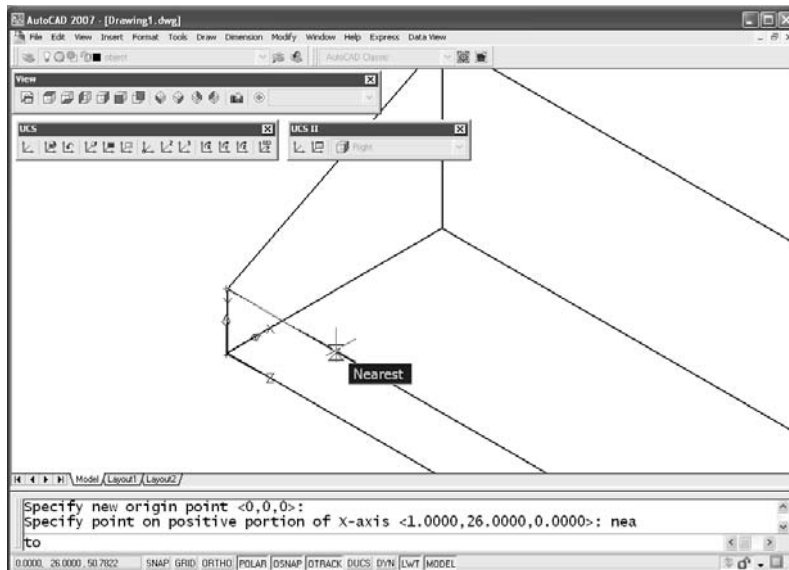 AutoCAD 2007 - [Drawing1.dwg]
File Edit View Insert Format Tools Draw Dimension Modify Window Help Express Data View
object
AutoCAD Classic
View
UCS
UCS II
Right
Y
X
Z
Nearest
Model Layout1 Layout2
Specify new origin point <0,0,0>:
Specify point on positive portion of X-axis <1.0000,26.0000,0.0000>: nea
to
0.0000, 26.0000, 50.7822 SNAP GRID ORTHO POLAR OSNAP OTRACK DUCS DYN LWT MODEL